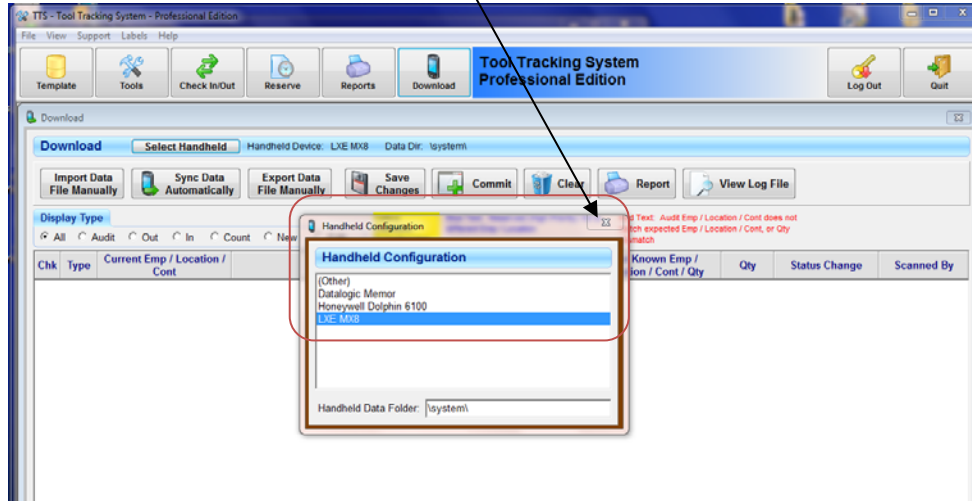 TTS - Tool Tracking System - Professional Edition
File View Support Labels Help
Template Tools Check In/Out Reserve Reports Download Tool Tracking System Professional Edition Log Out Quit
Download
Download Select Handheld Handheld Device: LXE MX8 Data Dir: \system\
Import Data File Manually Sync Data Automatically Export Data File Manually Save Changes Commit Clear Report View Log File
Display Type
All Audit Out In Count New
Text: Audit Emp / Location / Cont does not
expected Emp / Location / Cont, or Qty
Chk Type Current Emp / Location / Cont Known Emp / / Cont / Qty Qty Status Change Scanned By
Handheld Configuration
Handheld Configuration
(Other)
Datalogic Memor
Honeywell Dolphin 6100
LXE MX8
Handheld Data Folder: \system\